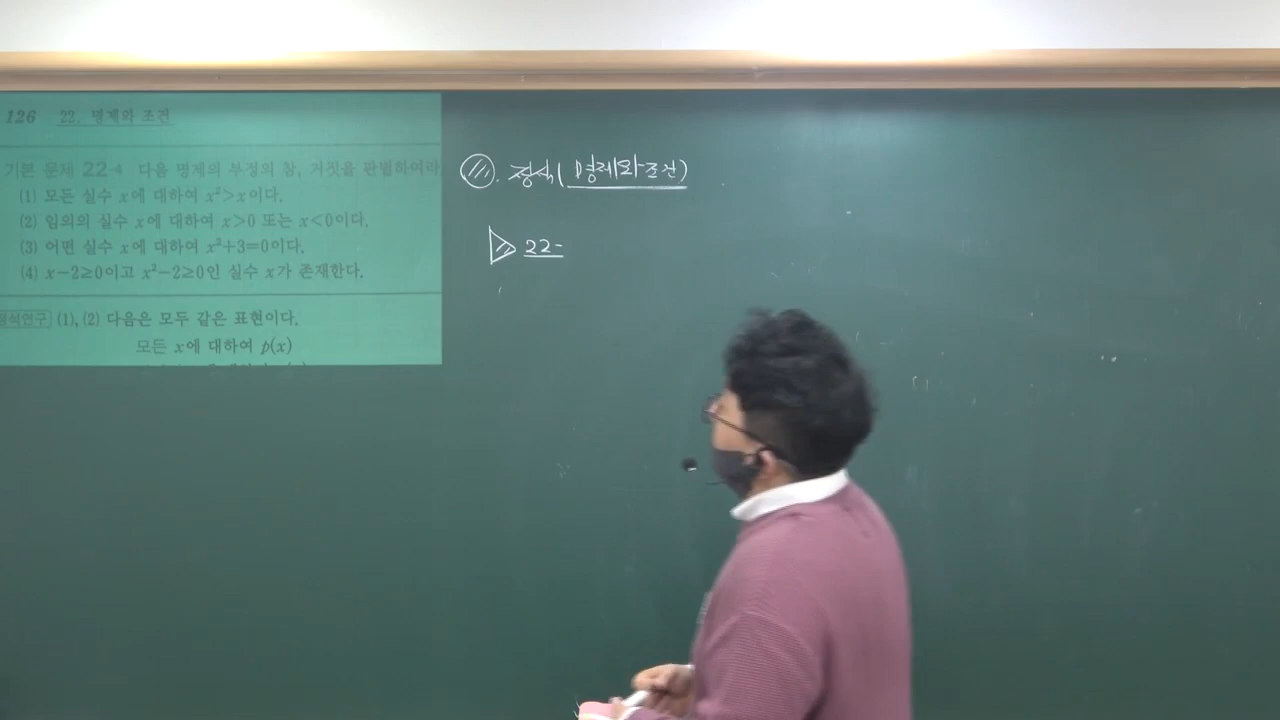 126 22. 명제와 조건
기본 문제 22-4 다음 명제의 부정의 참, 거짓을 판별하여라
(1) 모든 실수 x에 대하여 x²>x이다.
(2) 임의의 실수 x에 대하여 x>0 또는 x<0이다.
(3) 어떤 실수 x에 대하여 x²+3=0이다.
(4) x-2≥0이고 x²-2≥0인 실수 x가 존재한다.
정석연구 (1), (2) 다음은 모두 같은 표현이다.
모든 x에 대하여 p(x)
정석(명제와조건)
22-